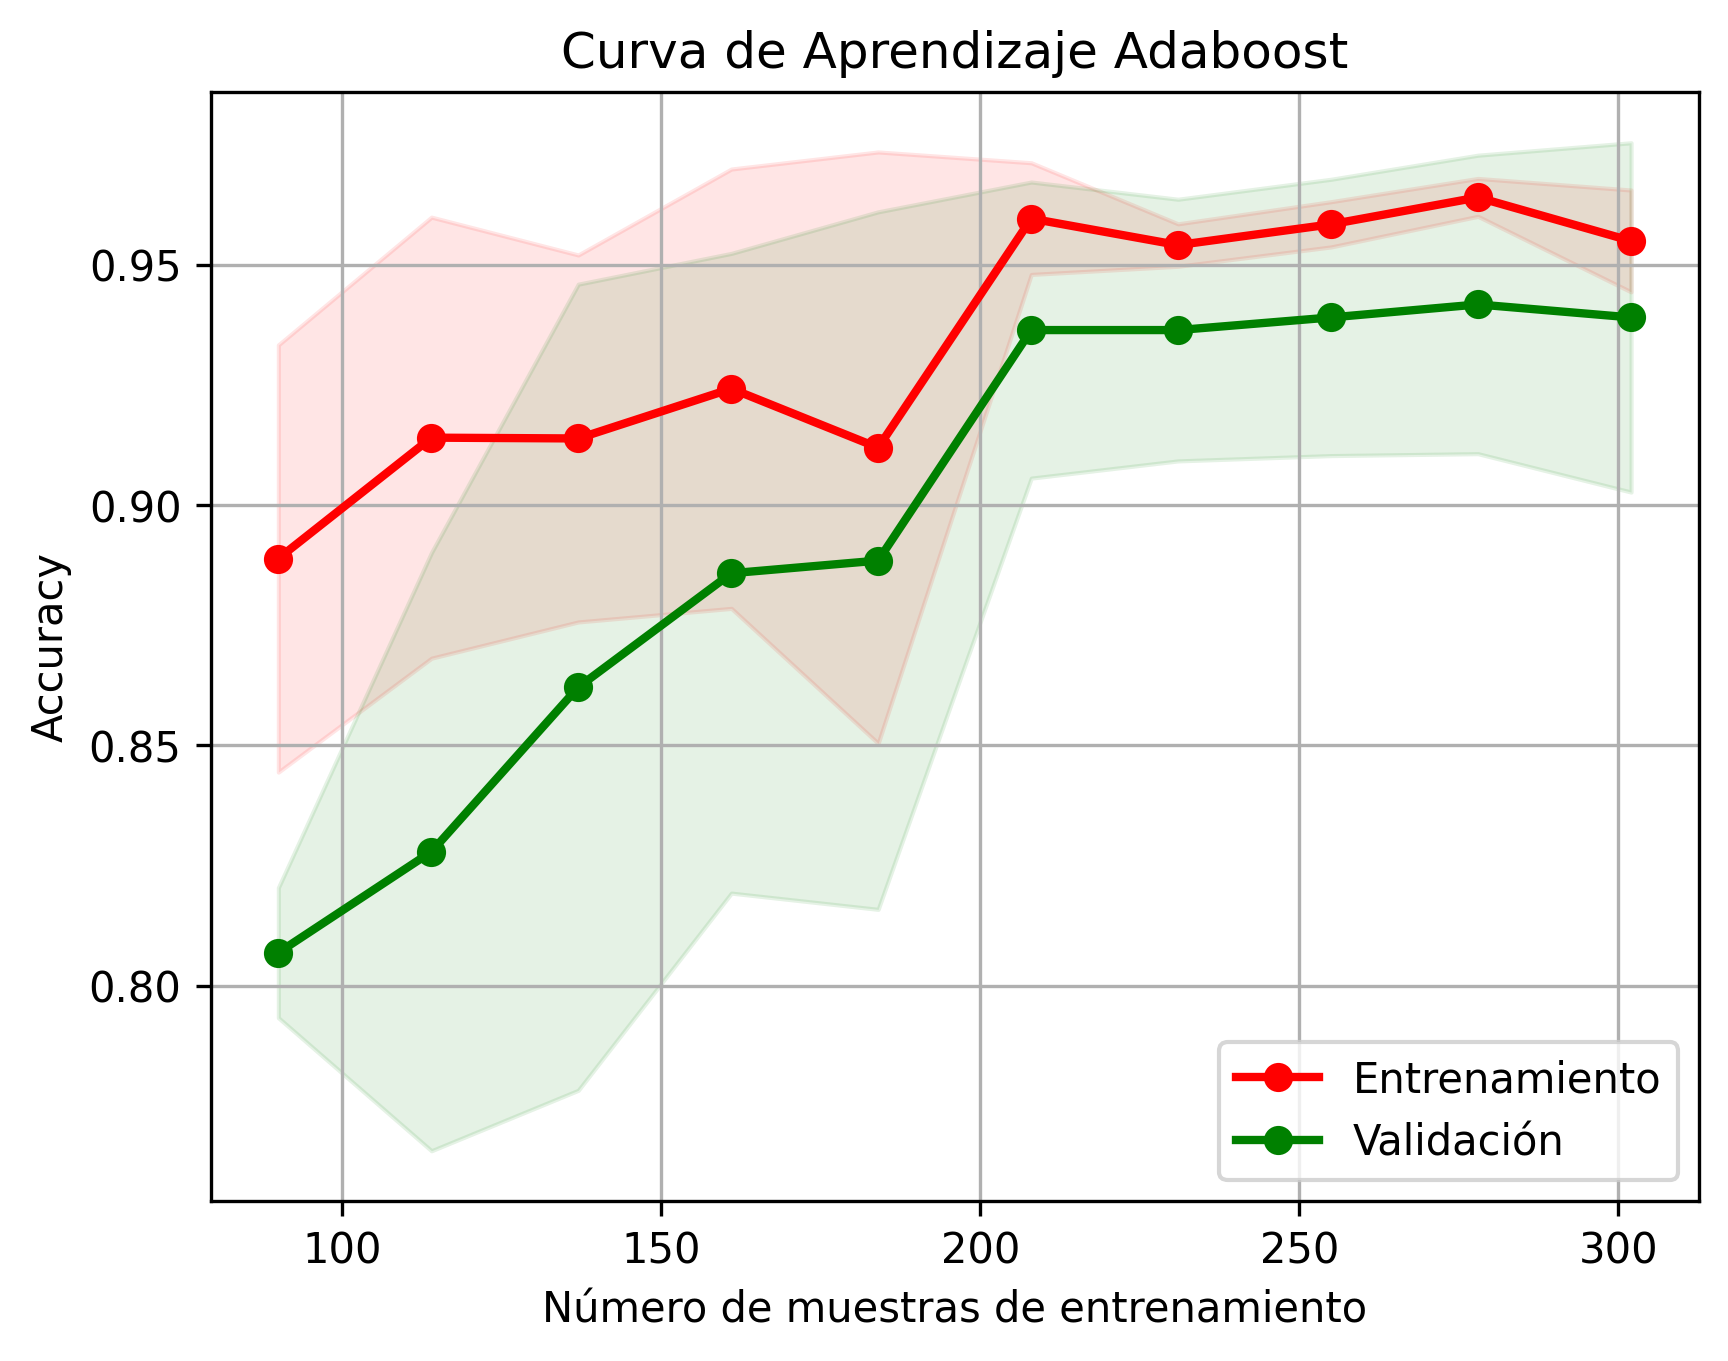 Curva de Aprendizaje Adaboost
Accuracy
0.95
0.90
0.85
0.80
100 150 200 250 300
Número de muestras de entrenamiento
Entrenamiento
Validación